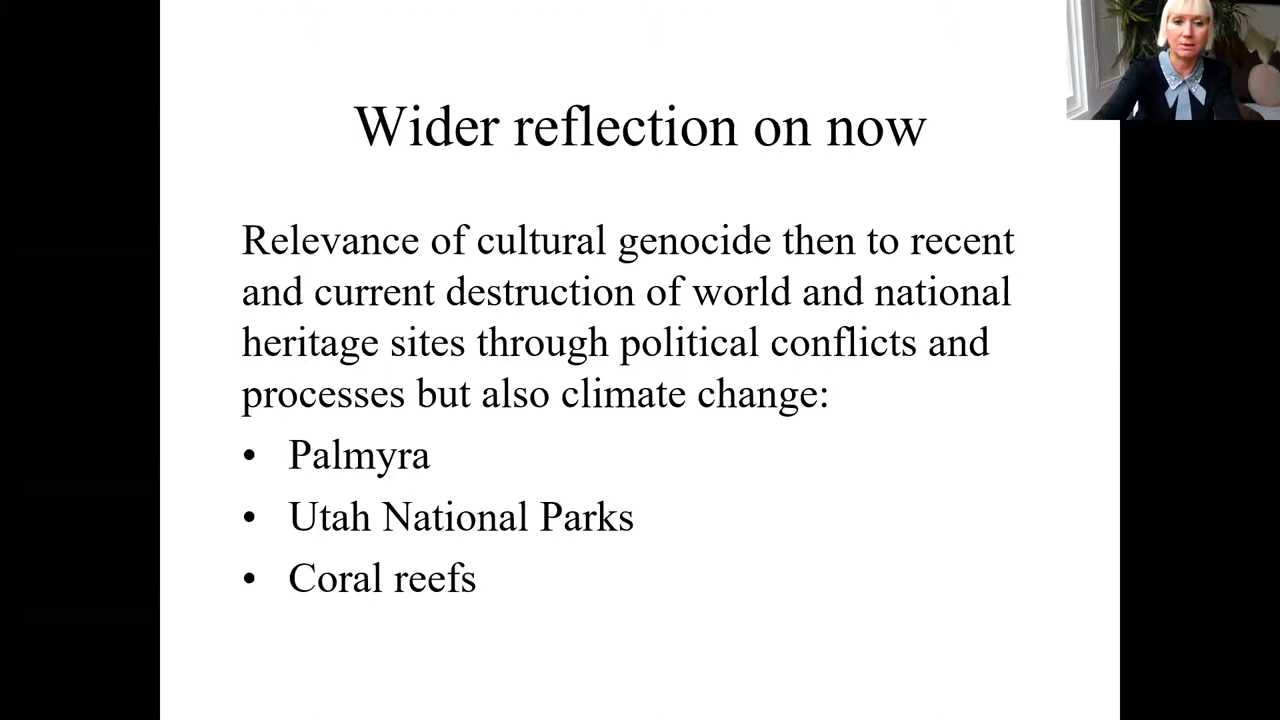 Wider reflection on now
Relevance of cultural genocide then to recent
and current destruction of world and national
heritage sites through political conflicts and
processes but also climate change:
• Palmyra
• Utah National Parks
• Coral reefs